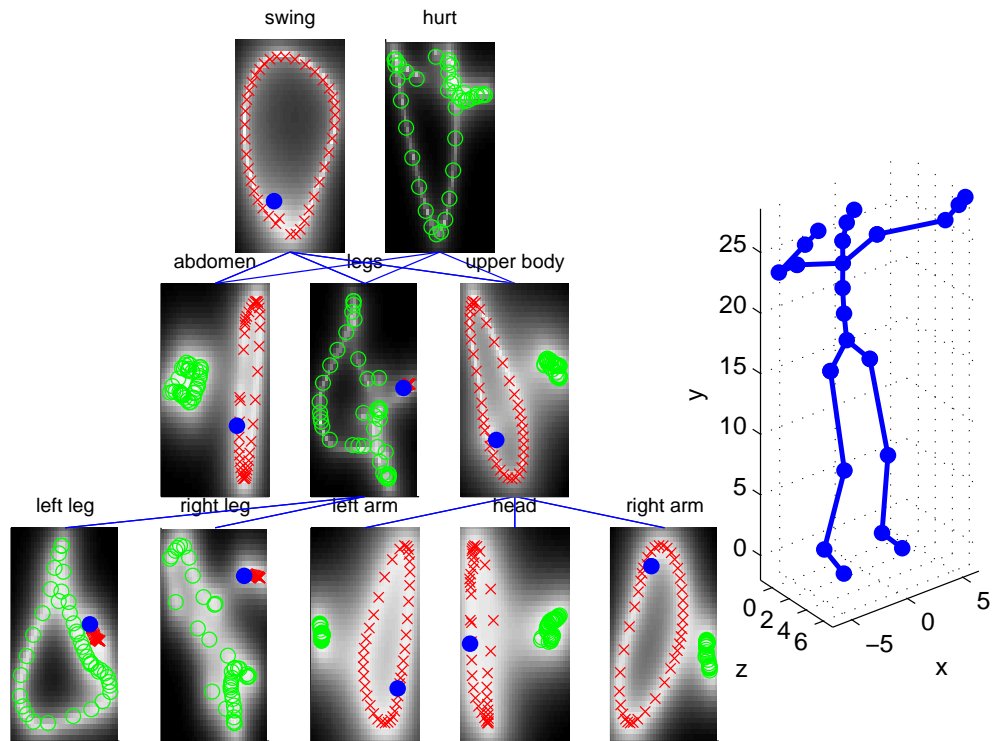 swing hurt
abdomen legs upper body
left leg right leg left arm head right arm
25
20
15
10
5
0
y
0 2 4 6
z
−5 0 5
x